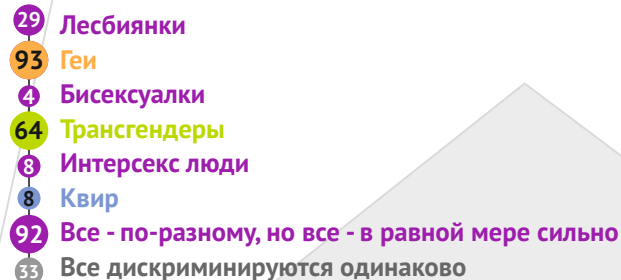 29 Лесбиянки
93 Геи
4 Бисексуалки
64 Трансгендеры
8 Интерсекс люди
8 Квир
92 Все - по-разному, но все - в равной мере сильно
33 Все дискриминируются одинаково